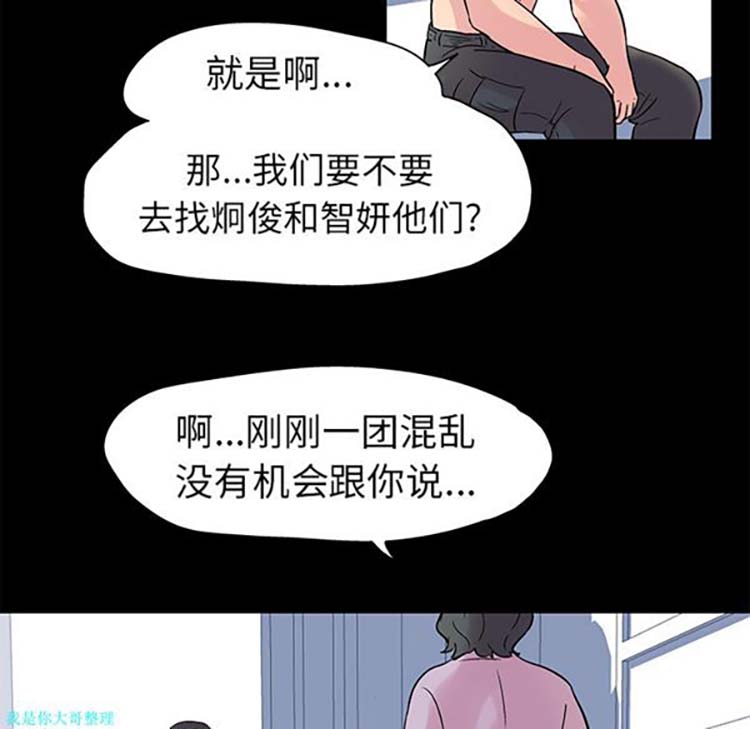 就是啊...
那...我们要不要
去找炯俊和智妍他们?
啊...刚刚一团混乱
没有机会跟你说...
我是你大哥整理